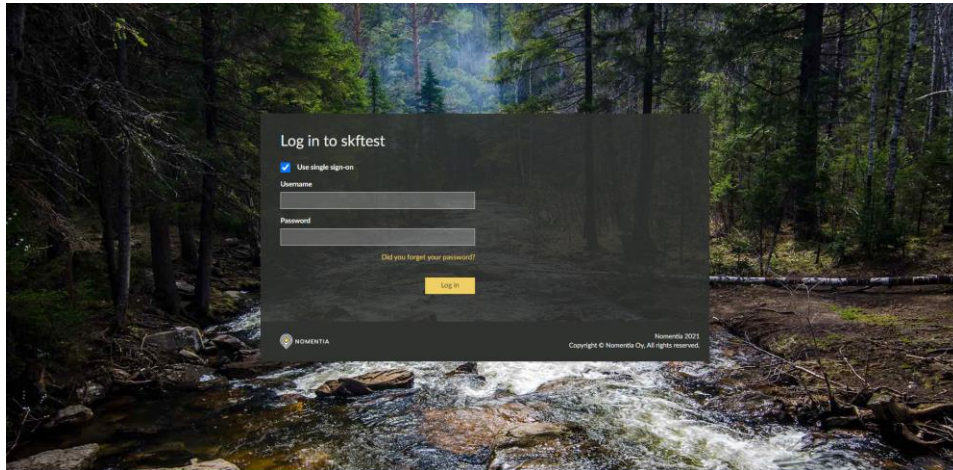 Log in to skftest
Use single sign-on
Username
Password
Did you forget your password?
Log in
NOMENTIA
Nomentia 2021
Copyright © Nomentia Oy, All rights reserved.